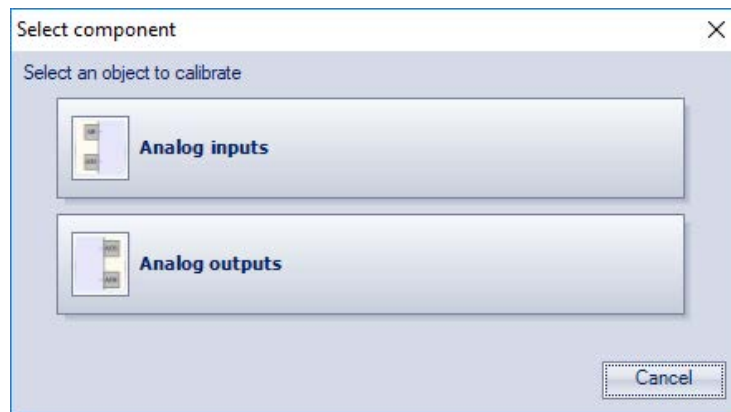 Select component
Select an object to calibrate
Analog inputs
Analog outputs
Cancel